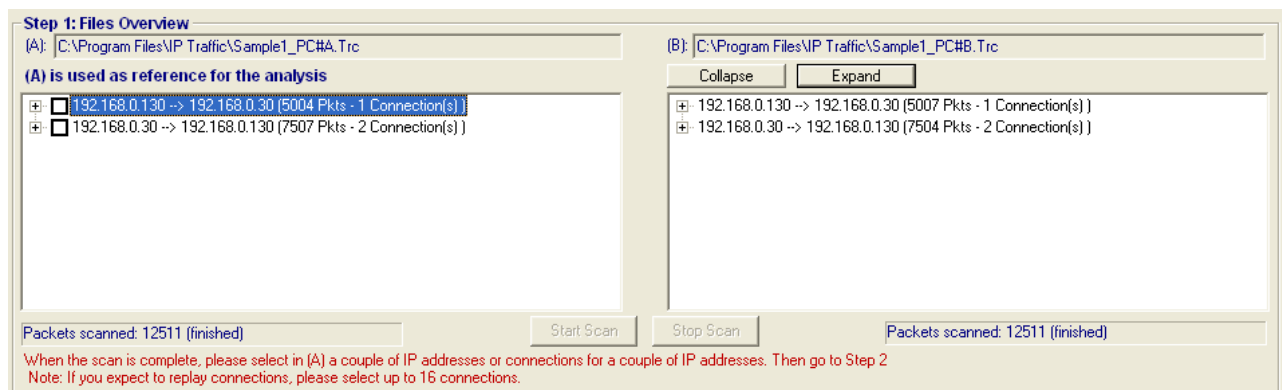 Step 1: Files Overview
(A): C:\Program Files\IP Traffic\Sample1_PC#A.Trc
(B): C:\Program Files\IP Traffic\Sample1_PC#B.Trc
(A) is used as reference for the analysis
Collapse
Expand
192.168.0.130 --> 192.168.0.30 (5004 Pkts - 1 Connection(s) )
192.168.0.30 --> 192.168.0.130 (7507 Pkts - 2 Connection(s) )
192.168.0.130 --> 192.168.0.30 (5007 Pkts - 1 Connection(s) )
192.168.0.30 --> 192.168.0.130 (7504 Pkts - 2 Connection(s) )
Packets scanned: 12511 (finished)
Start Scan
Stop Scan
Packets scanned: 12511 (finished)
When the scan is complete, please select in (A) a couple of IP addresses or connections for a couple of IP addresses. Then go to Step 2
Note: If you expect to replay connections, please select up to 16 connections.